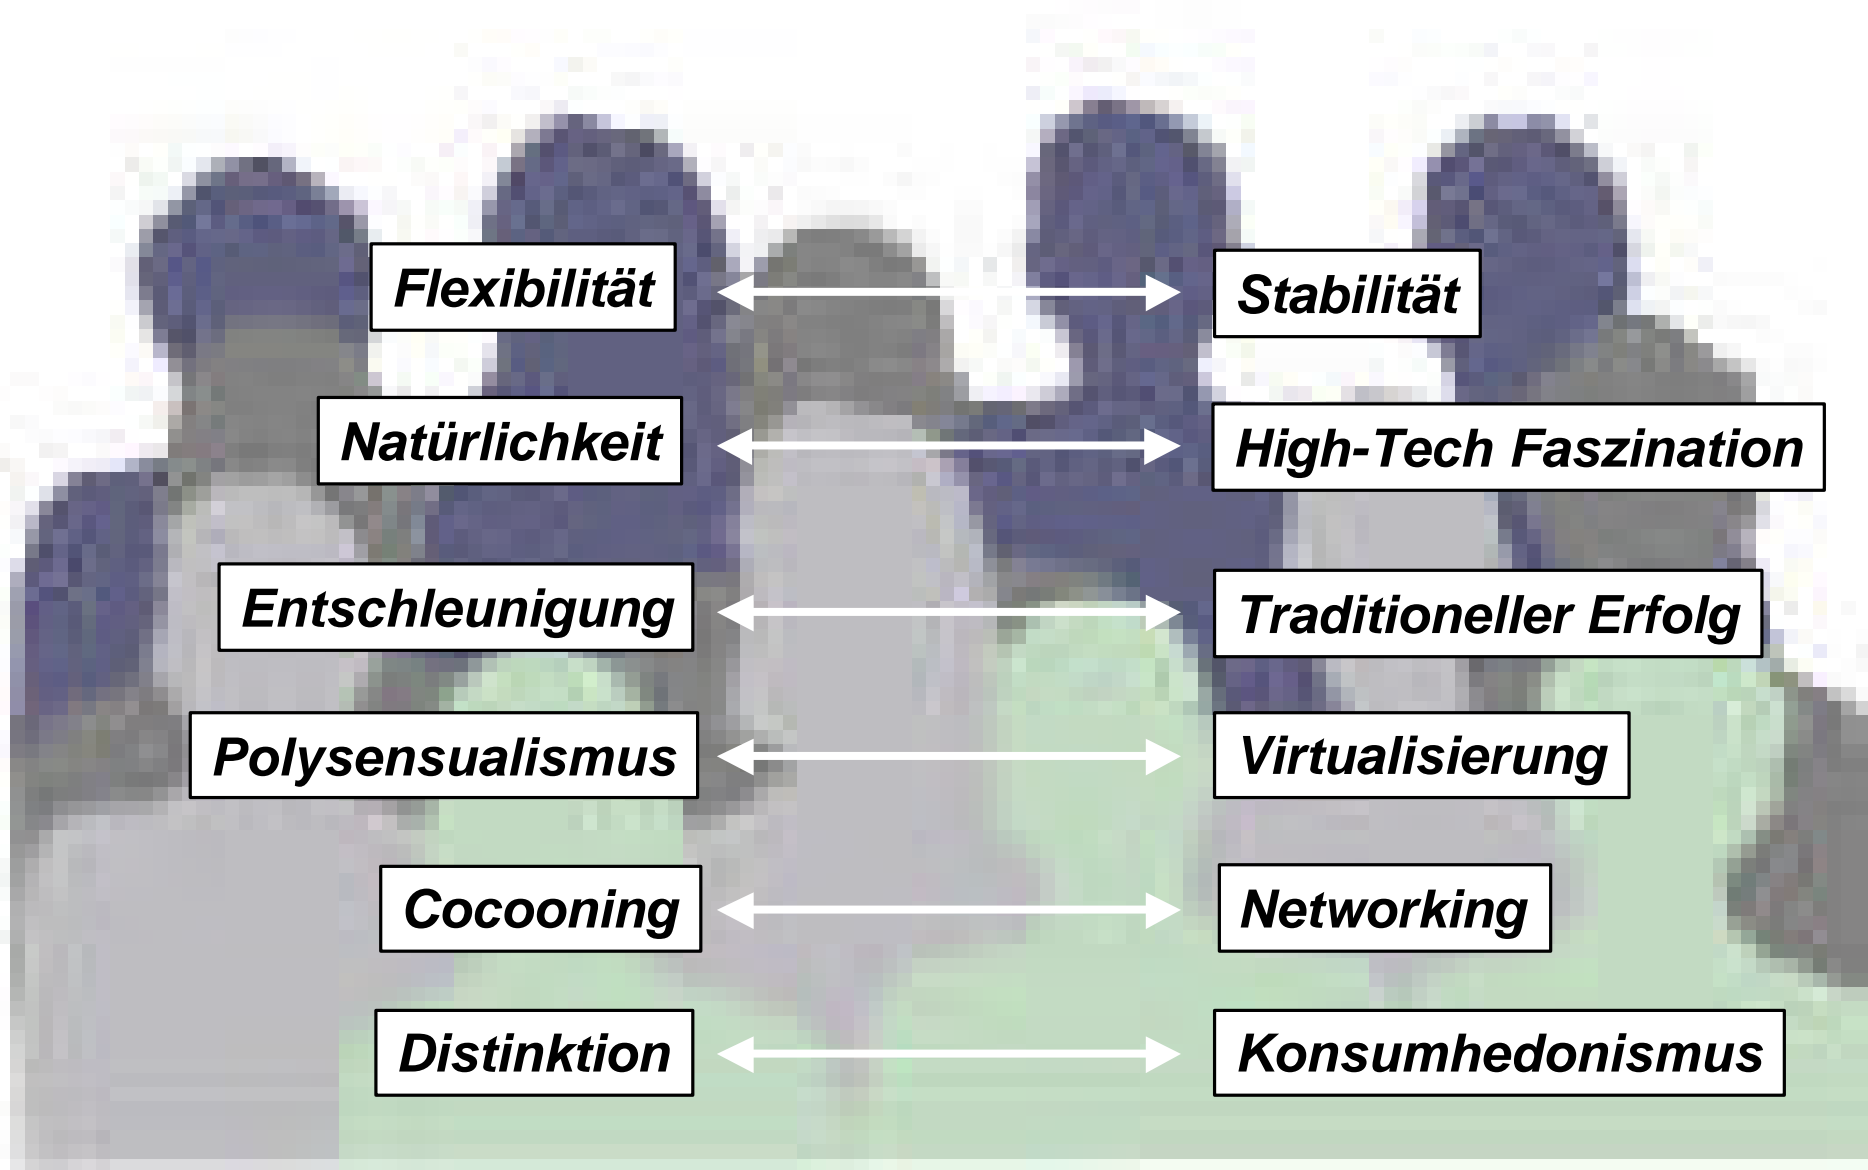 Flexibilität
Stabilität
Natürlichkeit
High-Tech Faszination
Entschleunigung
Traditioneller Erfolg
Polysensualismus
Virtualisierung
Cocooning
Networking
Distinktion
Konsumhedonismus